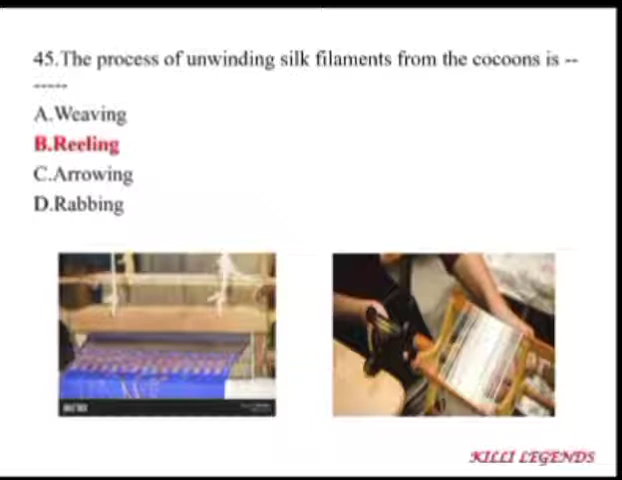 45.The process of unwinding silk filaments from the cocoons is --
-----
A.Weaving
B.Reeling
C.Arrowing
D.Rabbing
KILLI LEGENDS